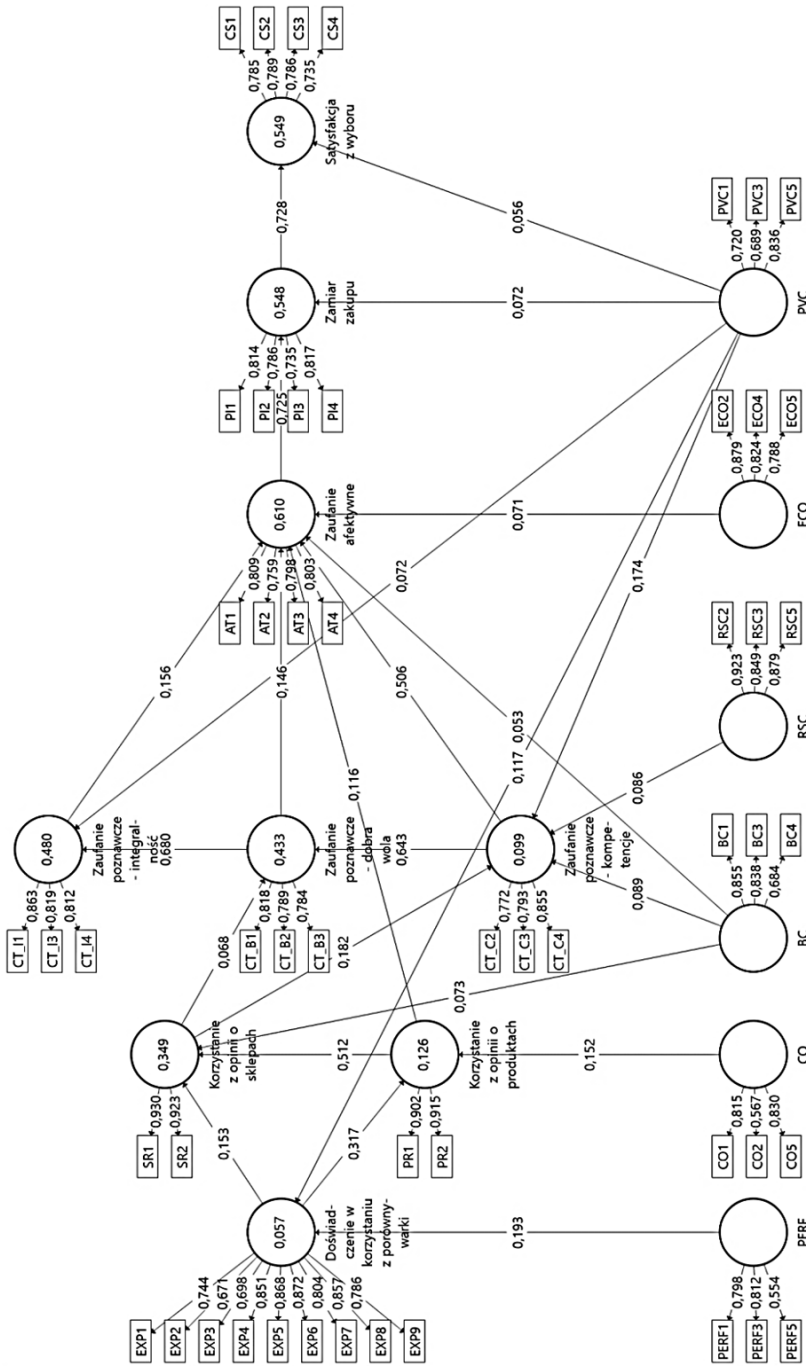 EXP1
EXP2
EXP3
EXP4
EXP5
EXP6
EXP7
EXP8
EXP9
0,744
0,671
0,698
0,851
0,868
0,872
0,804
0,857
0,786
0,057
Doświad-
czenie w
korzystaniu
z porówny-
warki
0,153
0,317
0,193
PERF1
PERF3
PERF5
0,798
0,812
0,554
PERF
SR1
SR2
0,930
0,923
0,349
Korzystanie
z opinii o
sklepach
0,512
PR1
PR2
0,902
0,915
0,126
Korzystanie
z opinii o
produktach
0,152
CO1
CO2
CO5
0,815
0,567
0,830
CO
0,068
0,182
0,073
CT_I1
CT_I3
CT_I4
0,863
0,819
0,812
0,480
Zaufanie
poznawcze
- integral-
ność
0,680
CT_B1
CT_B2
CT_B3
0,818
0,789
0,784
0,433
Zaufanie
poznawcze
- dobra
wola
0,643
CT_C2
CT_C3
CT_C4
0,772
0,793
0,855
0,099
Zaufanie
poznawcze
- kompe-
tencje
0,089
0,086
BC1
BC3
BC4
0,855
0,838
0,684
BC
0,156
0,146
0,116
0,506
0,053
0,117
0,072
0,174
RSC2
RSC3
RSC5
0,923
0,849
0,879
RSC
AT1
AT2
AT3
AT4
0,809
0,759
0,798
0,803
0,610
Zaufanie
afektywne
0,071
ECO2
ECO4
ECO5
0,879
0,824
0,788
ECO
PI1
PI2
PI3
PI4
0,814
0,786
0,735
0,817
0,725
0,548
Zamiar
zakupu
0,072
0,728
0,056
PVC1
PVC3
PVC5
0,720
0,689
0,836
PVC
0,549
Satysfakcja
z wyboru
0,785
0,789
0,786
0,735
CS1
CS2
CS3
CS4